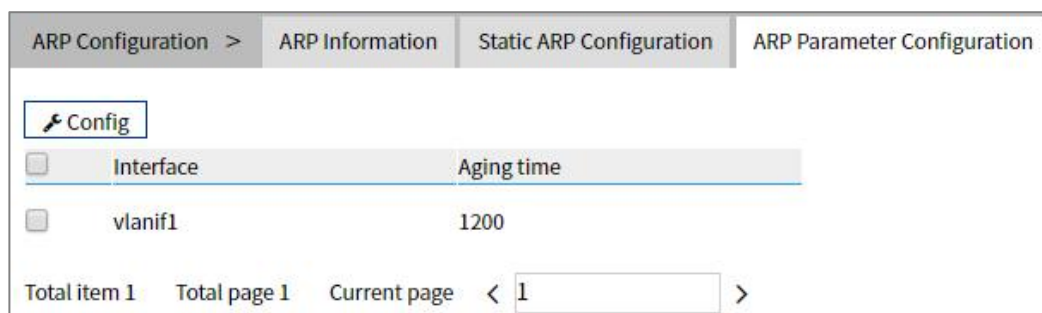 ARP Configuration > ARP Information Static ARP Configuration ARP Parameter Configuration
Config
Interface Aging time
vlanif1 1200
Total item 1 Total page 1 Current page < 1 >